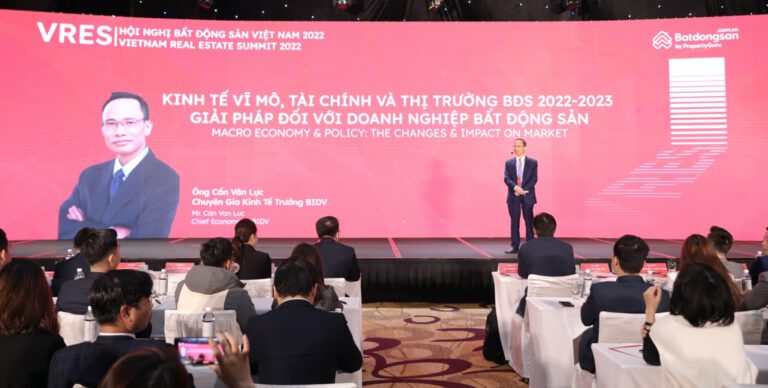 VRES
HỘI NGHỊ BẤT ĐỘNG SẢN VIỆT NAM 2022
VIETNAM REAL ESTATE SUMMIT 2022
.com.vn
Batdongsan
by PropertyGuru
KINH TẾ VĨ MÔ, TÀI CHÍNH VÀ THỊ TRƯỜNG BĐS 2022-2023
GIẢI PHÁP ĐỐI VỚI DOANH NGHIỆP BẤT ĐỘNG SẢN
MACRO ECONOMY & POLICY: THE CHANGES & IMPACT ON MARKET
Ông Cấn Văn Lực
Chuyên Gia Kinh Tế Trưởng BIDV
Mr. Can Van Luc
Chief Economist BIDV